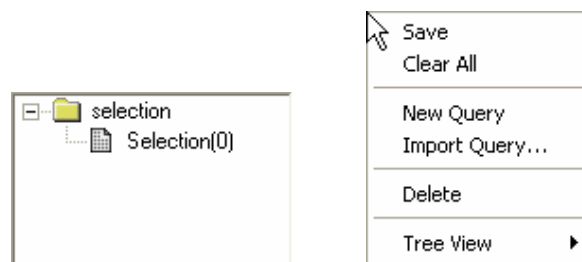 selection
Selection(0)
Save
Clear All
New Query
Import Query...
Delete
Tree View